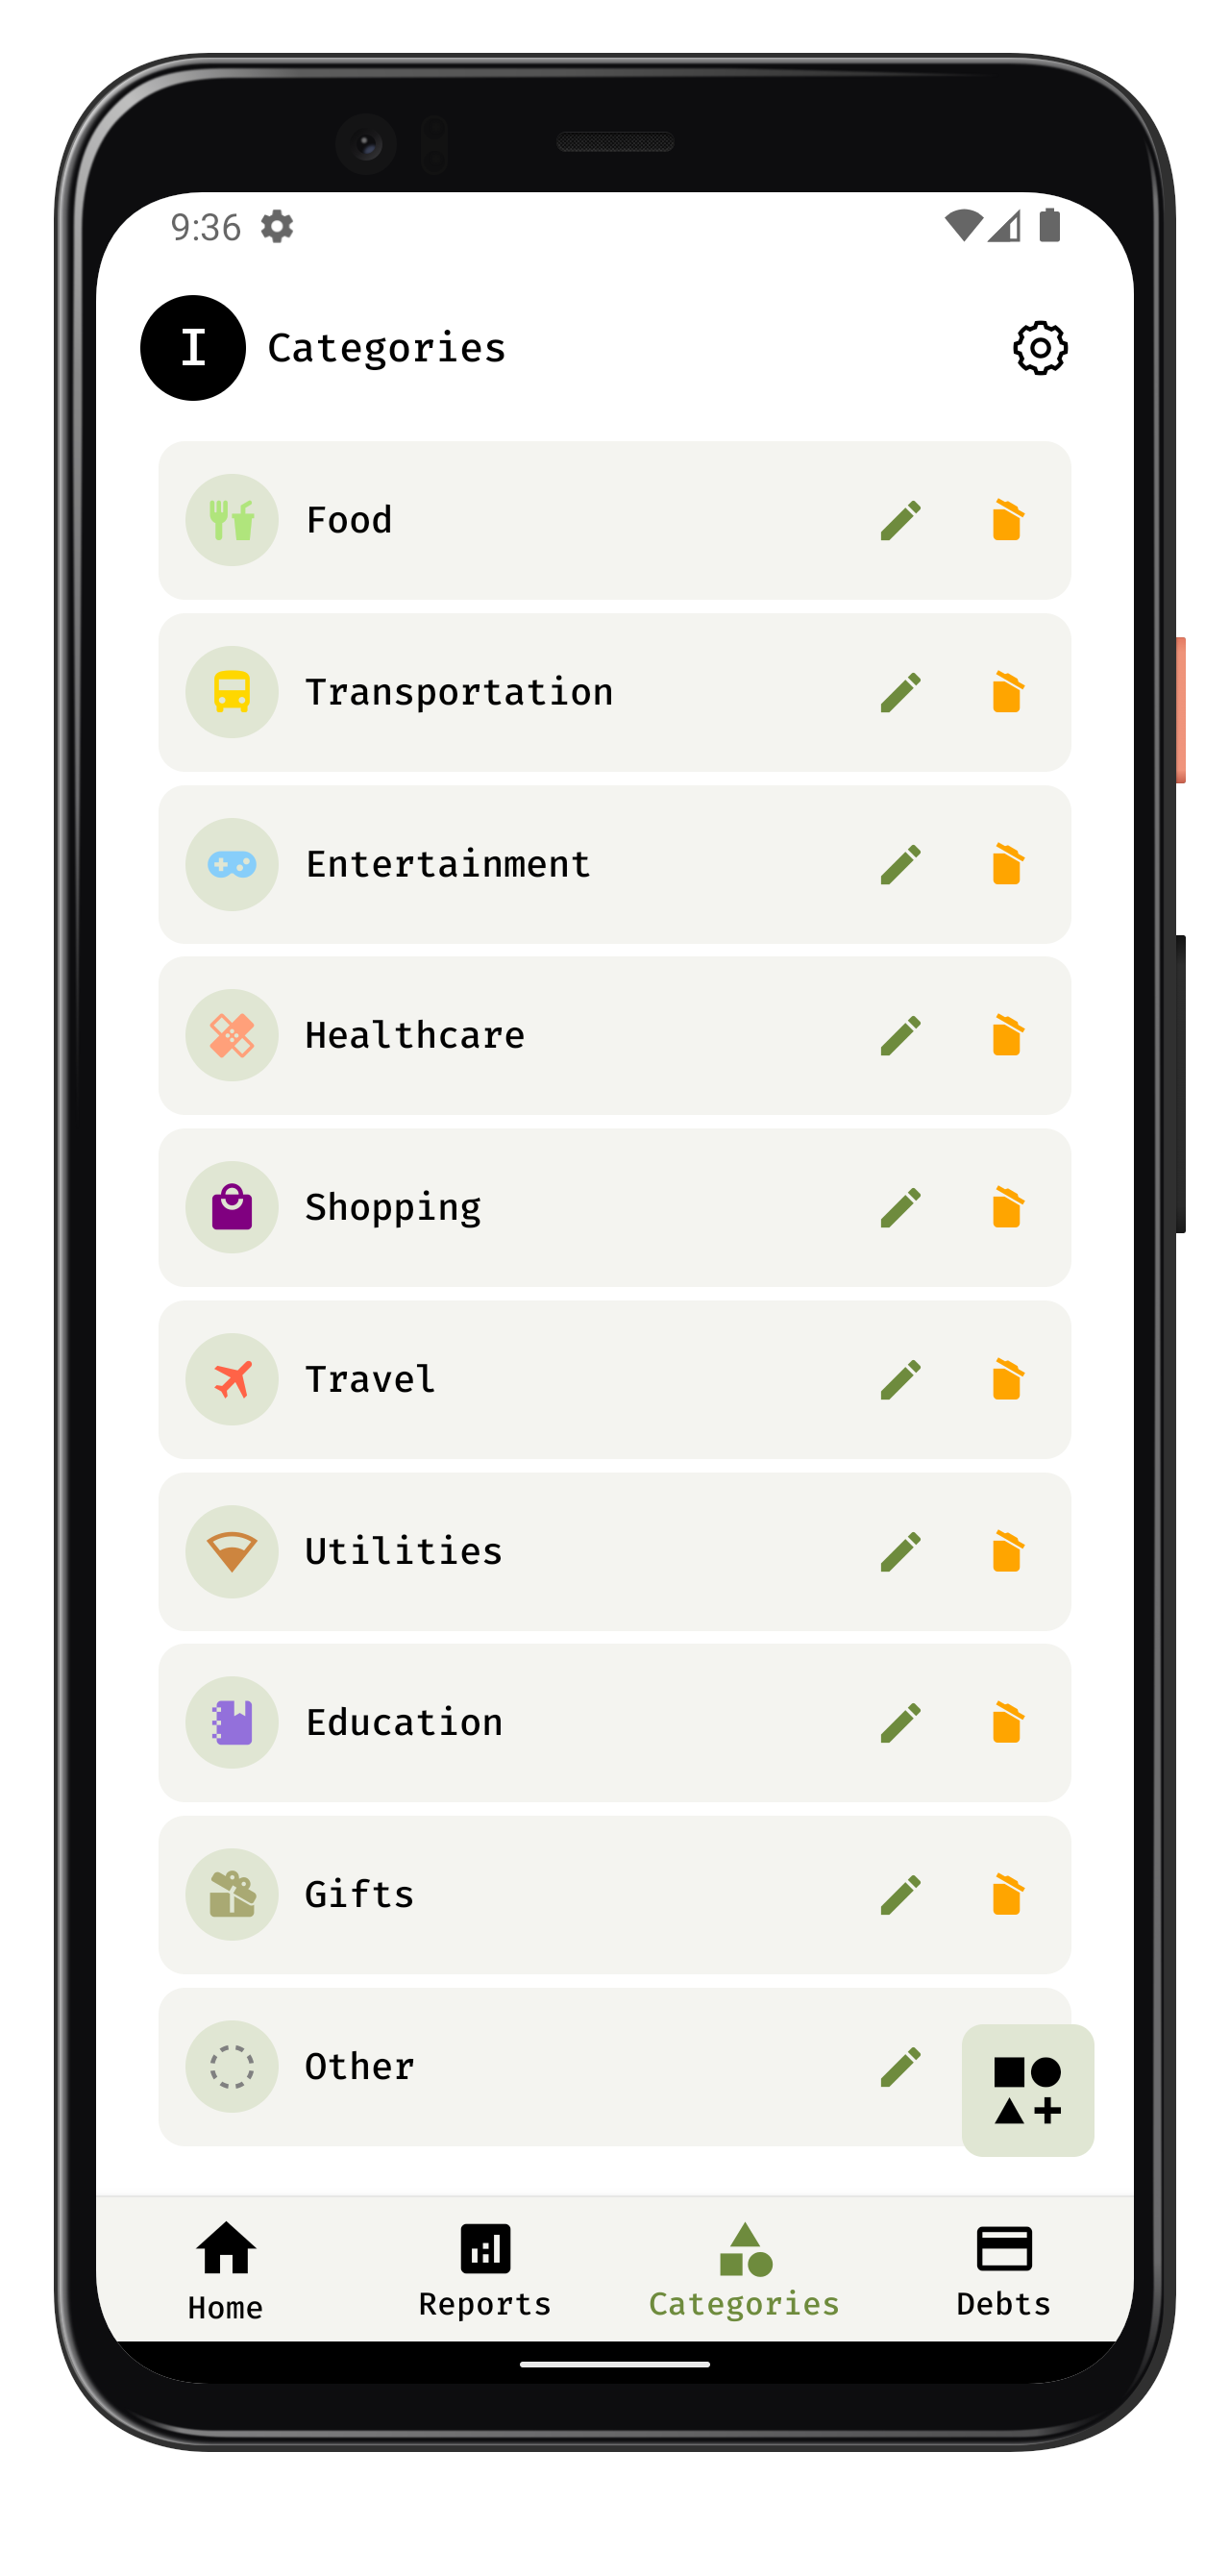 9:36
I Categories
Food
Transportation
Entertainment
Healthcare
Shopping
Travel
Utilities
Education
Gifts
Other
Home Reports Categories Debts